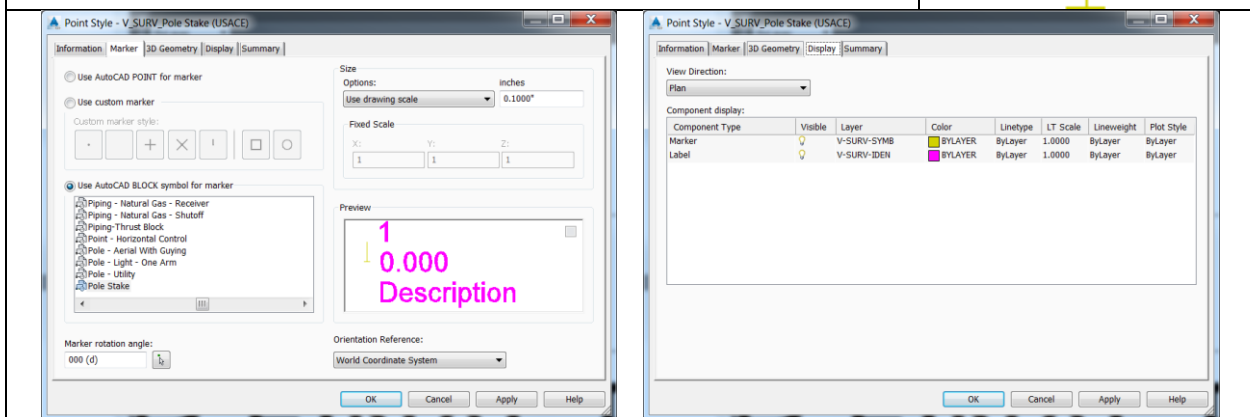 Point Style - V_SURV_Pole Stake (USACE)
Information Marker 3D Geometry Display Summary
Use AutoCAD POINT for marker
Use custom marker
Custom marker style:
Use AutoCAD BLOCK symbol for marker
Piping - Natural Gas - Receiver
Piping - Natural Gas - Shutoff
Piping-Thrust Block
Point - Horizontal Control
Pole - Aerial With Guying
Pole - Light - One Arm
Pole - Utility
Pole Stake
Marker rotation angle:
000 (d)
Size
Options: inches
Use drawing scale 0.1000"
Fixed Scale
X: Y: Z:
1 1 1
Preview
1
0.000
Description
Orientation Reference:
World Coordinate System
OK Cancel Apply Help
Point Style - V_SURV_Pole Stake (USACE)
Information Marker 3D Geometry Display Summary
View Direction:
Plan
Component display:
Component Type Visible Layer Color Linetype LT Scale Lineweight Plot Style
Marker V-SURV-SYMB BYLAYER ByLayer 1.0000 ByLayer ByLayer
Label V-SURV-IDEN BYLAYER ByLayer 1.0000 ByLayer ByLayer
OK Cancel Apply Help